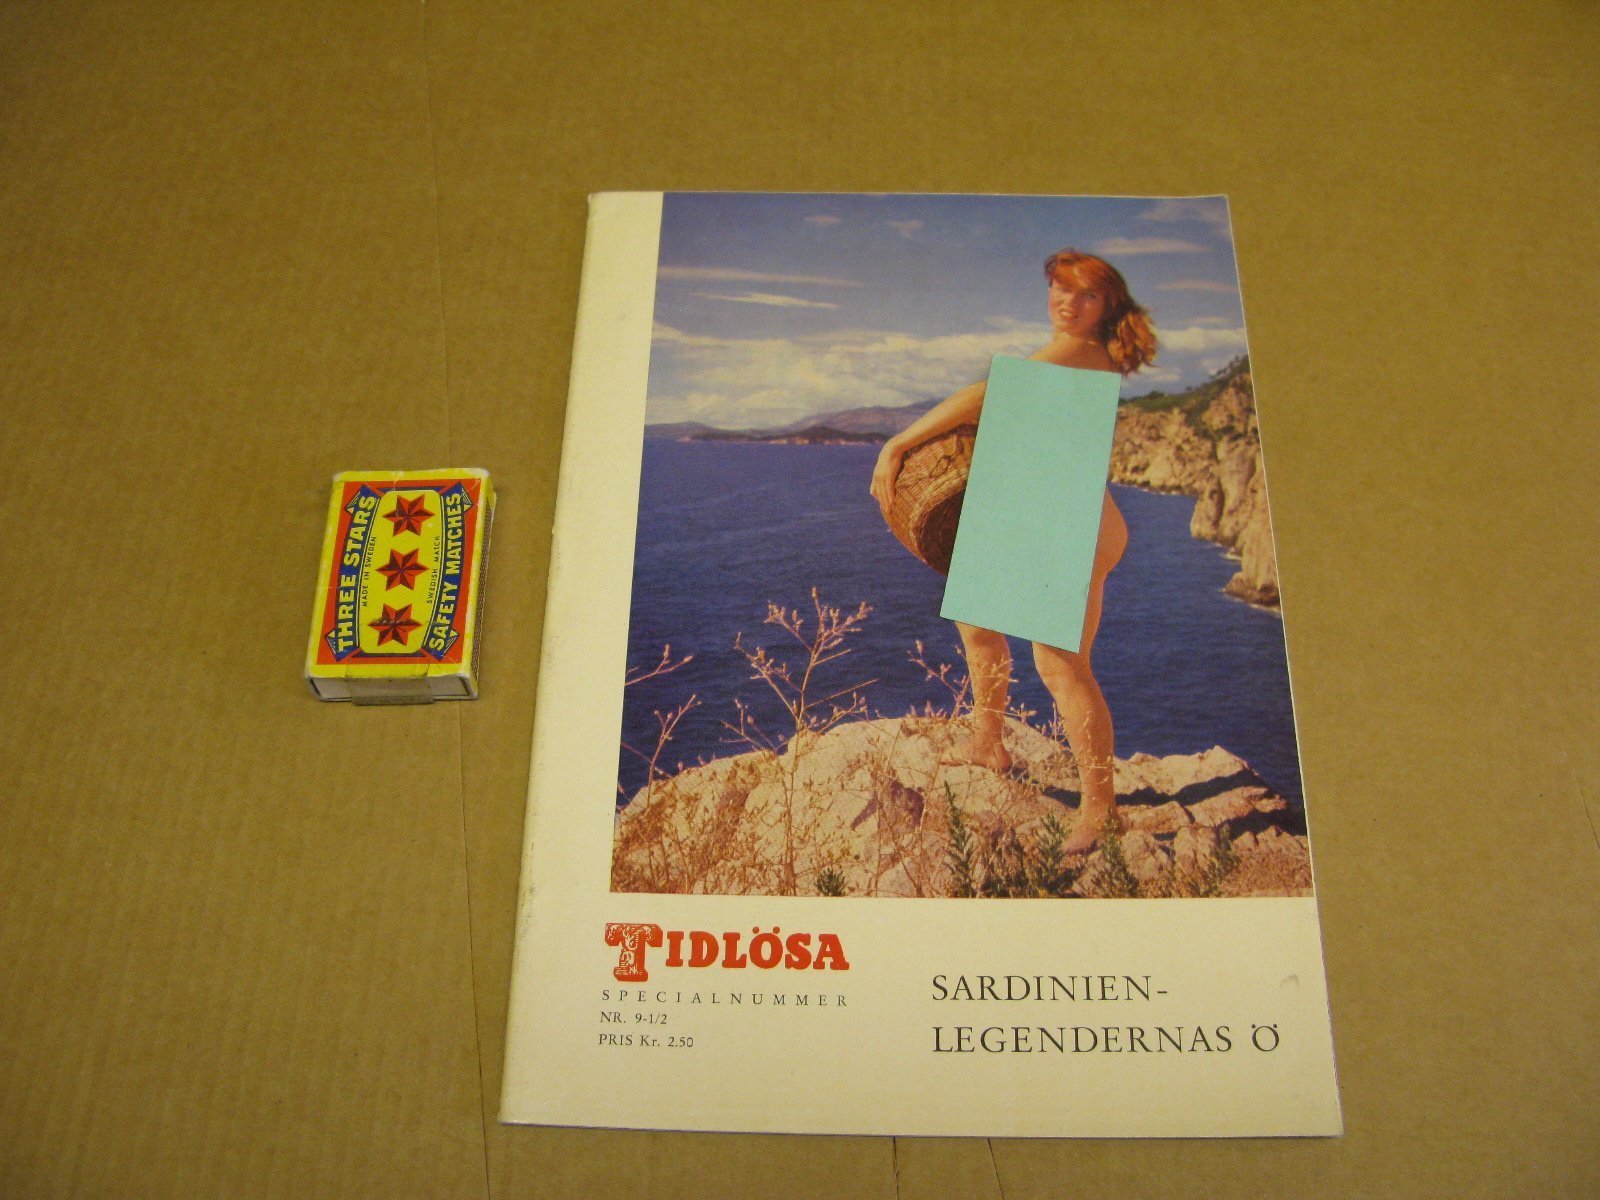 THREE STARS
MADE IN SWEDEN
SWEDISH MATCH
SAFETY MATCHES
TIDLÖSA
SPECIALNUMMER
NR. 9-1/2
PRIS Kr. 2.50
SARDINIEN-
LEGENDERNAS Ö